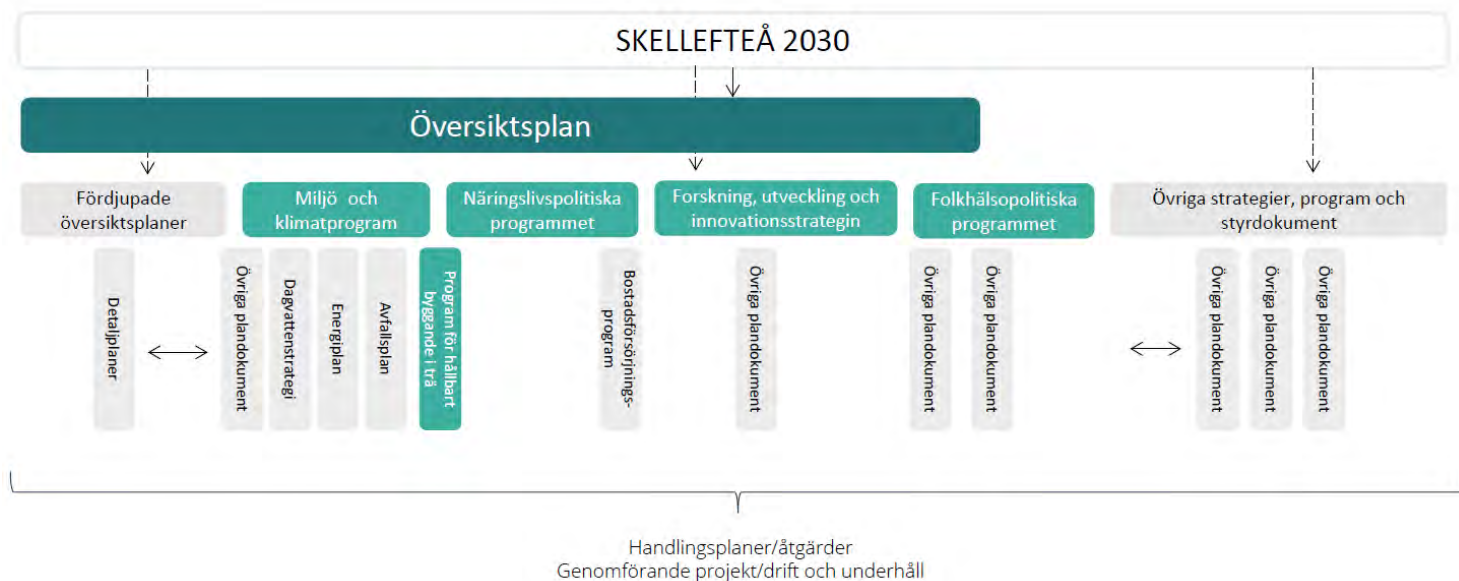 SKELLEFTEÅ 2030
Översiktsplan
Fördjupade
översiktsplaner
Miljö och
klimatprogram
Näringslivspolitiska
programmet
Forskning, utveckling och
innovationsstrategin
Folkhälsopolitiska
programmet
Övriga strategier, program och
styrdokument
Detaljplaner
Övriga plandokument
Dagvattenstrategi
Energiplan
Avfallsplan
Program för hållbart
byggande i trä
Bostadsförsörjnings-
program
Övriga plandokument
Övriga plandokument
Övriga plandokument
Övriga plandokument
Övriga plandokument
Övriga plandokument
Handlingsplaner/åtgärder
Genomförande projekt/drift och underhåll